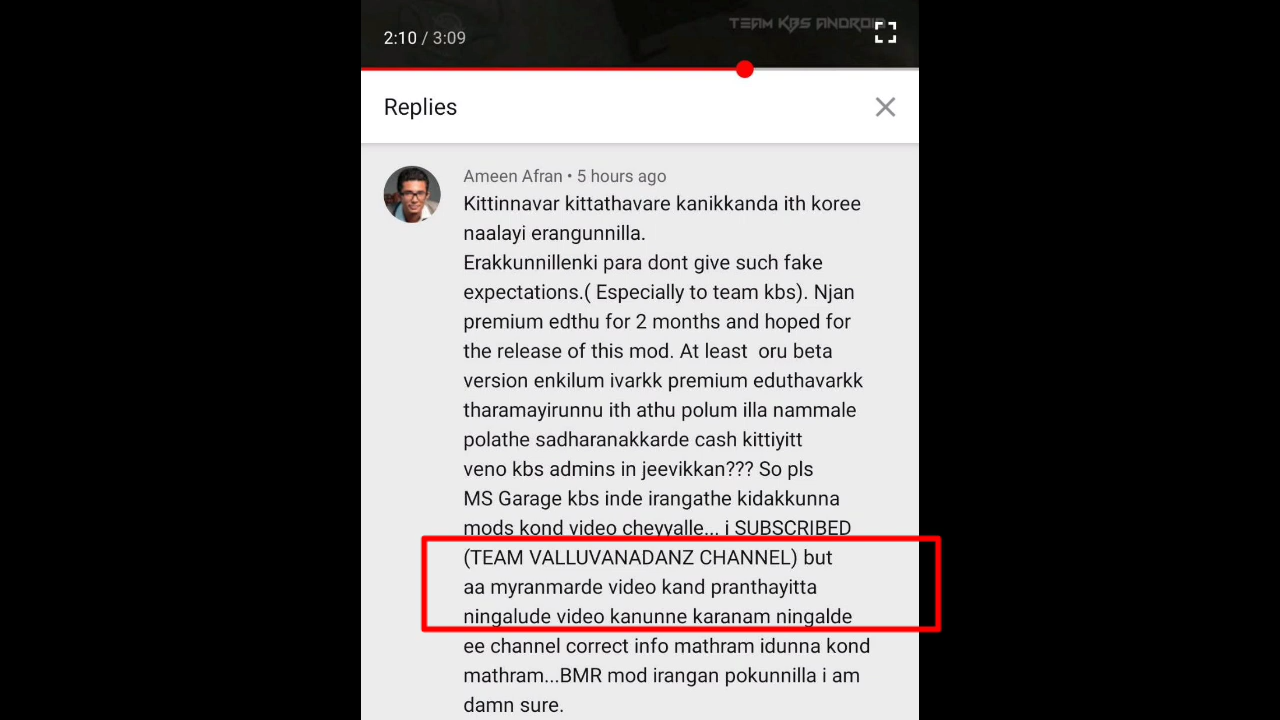 TEAM KBS ANDROID
2:10 / 3:09
Replies
Ameen Afran • 5 hours ago
Kittinnavar kittathavare kanikkanda ith koree
naalayi erangunnilla.
Erakkunnillenki para dont give such fake
expectations.( Especially to team kbs). Njan
premium edthu for 2 months and hoped for
the release of this mod. At least  oru beta
version enkilum ivarkk premium eduthavarkk
tharamayirunnu ith athu polum illa nammale
polathe sadharanakkarde cash kittiyitt
veno kbs admins in jeevikkan??? So pls
MS Garage kbs inde irangathe kidakkunna
mods kond video cheyyalle... i SUBSCRIBED
(TEAM VALLUVANADANZ CHANNEL) but
aa myranmarde video kand pranthayitta
ningalude video kanunne karanam ningalde
ee channel correct info mathram idunna kond
mathram...BMR mod irangan pokunnilla i am
damn sure.